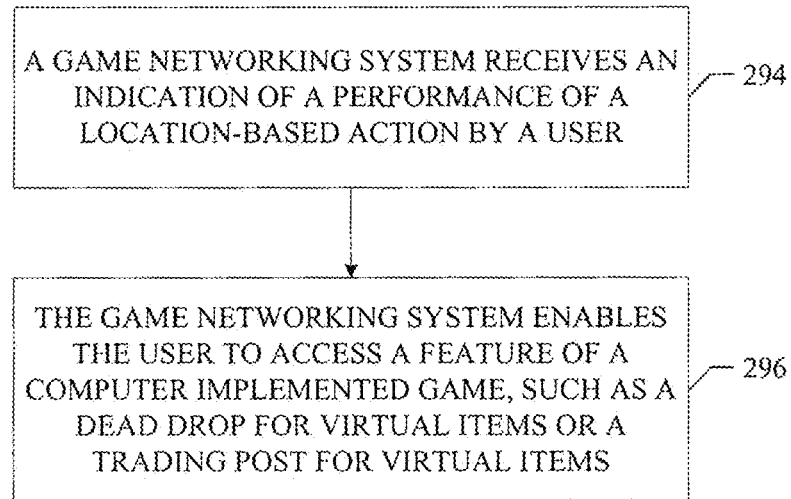 A GAME NETWORKING SYSTEM RECEIVES AN
INDICATION OF A PERFORMANCE OF A
LOCATION-BASED ACTION BY A USER
294
THE GAME NETWORKING SYSTEM ENABLES
THE USER TO ACCESS A FEATURE OF A
COMPUTER IMPLEMENTED GAME, SUCH AS A
DEAD DROP FOR VIRTUAL ITEMS OR A
TRADING POST FOR VIRTUAL ITEMS
296